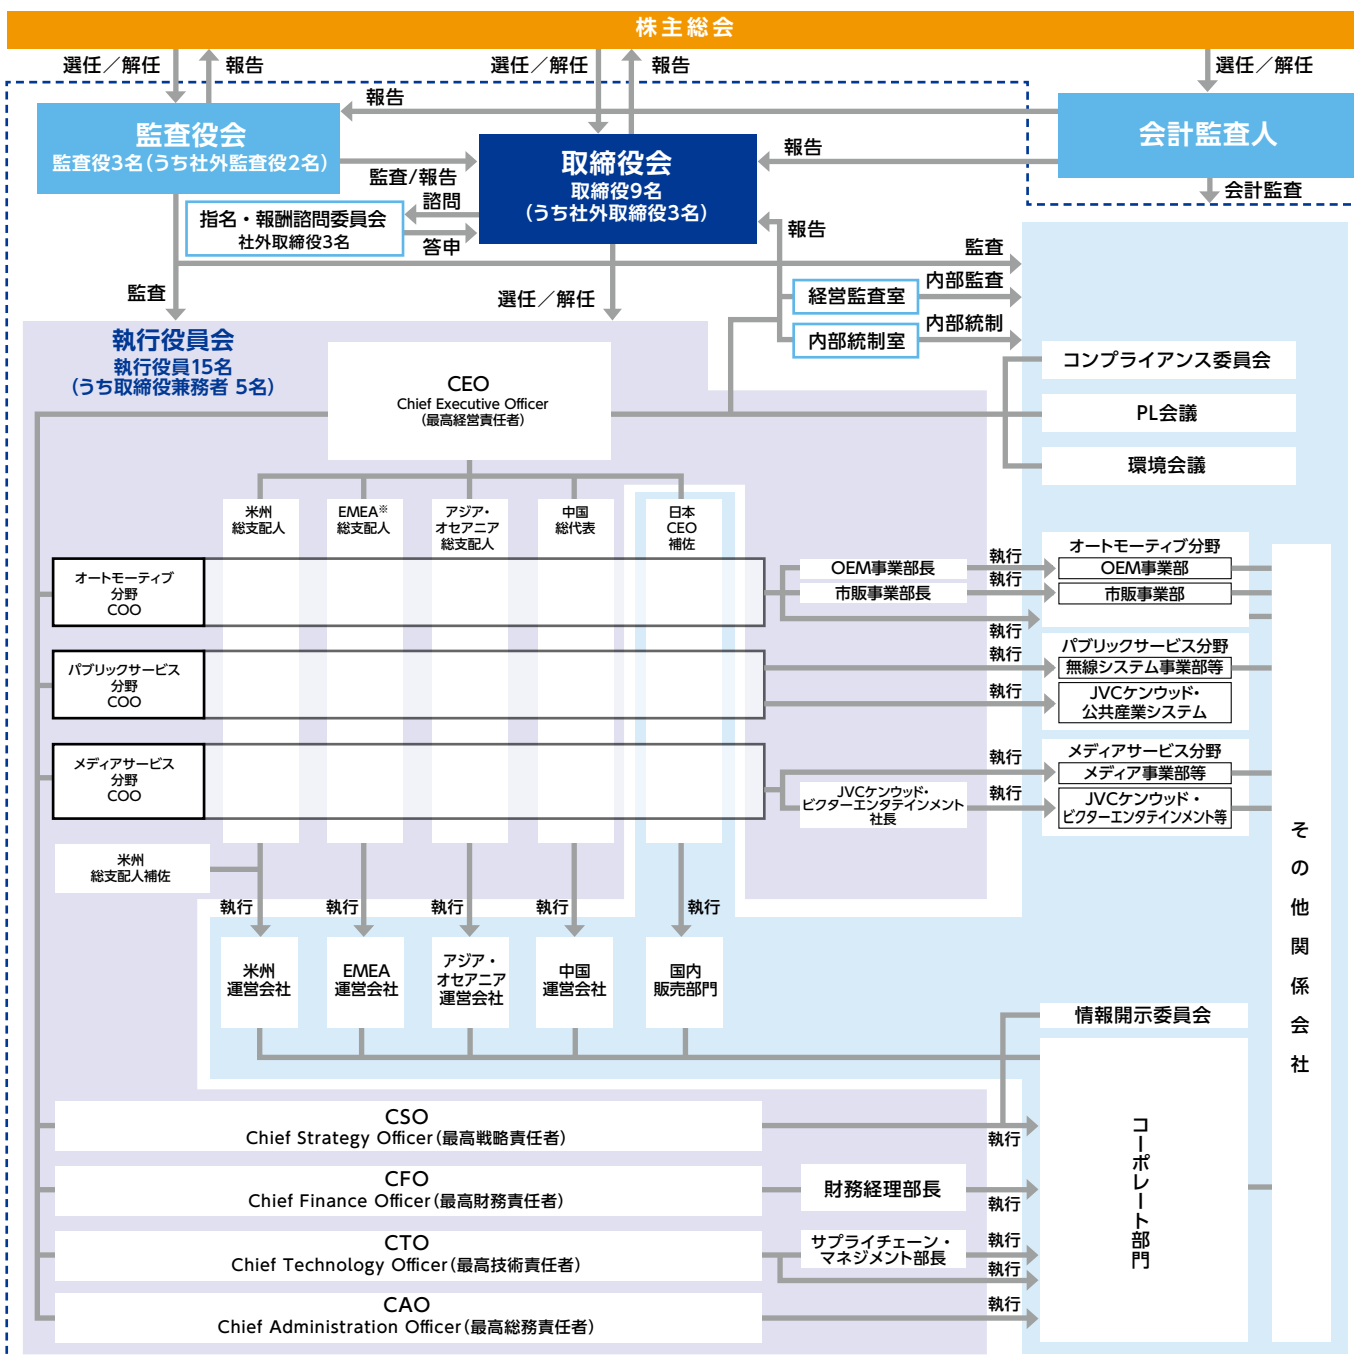 株主総会
選任／解任
報告
選任／解任
報告
選任／解任
報告
監査役会
監査役3名（うち社外監査役2名）
会計監査人
取締役会
取締役9名
（うち社外取締役3名）
監査/報告
報告
会計監査
諮問
指名・報酬諮問委員会
社外取締役3名
答申
報告
監査
監査
選任／解任
経営監査室
内部監査
内部統制室
内部統制
執行役員会
執行役員15名
（うち取締役兼務者 5名）
CEO
Chief Executive Officer
（最高経営責任者）
コンプライアンス委員会
PL会議
環境会議
米州
総支配人
EMEA※
総支配人
アジア・
オセアニア
総支配人
中国
総代表
日本
CEO
補佐
オートモーティブ
分野
COO
OEM事業部長
市販事業部長
執行
執行
執行
オートモーティブ分野
OEM事業部
市販事業部
パブリックサービス
分野
COO
執行
執行
パブリックサービス分野
無線システム事業部等
JVCケンウッド・
公共産業システム
メディアサービス
分野
COO
JVCケンウッド・
ビクターエンタテインメント
社長
執行
執行
メディアサービス分野
メディア事業部等
JVCケンウッド・
ビクターエンタテインメント等
その他関係会社
米州
総支配人補佐
執行
執行
執行
執行
執行
米州
運営会社
EMEA
運営会社
アジア・
オセアニア
運営会社
中国
運営会社
国内
販売部門
情報開示委員会
コーポレート部門
CSO
Chief Strategy Officer（最高戦略責任者）
執行
CFO
Chief Finance Officer（最高財務責任者）
財務経理部長
執行
CTO
Chief Technology Officer（最高技術責任者）
サプライチェーン・
マネジメント部長
執行
執行
CAO
Chief Administration Officer（最高総務責任者）
執行